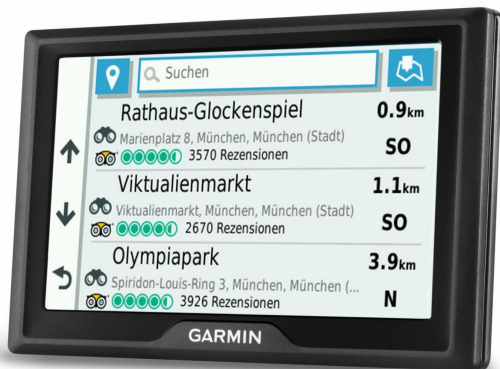 Suchen
Rathaus-Glockenspiel 0.9km
Marienplatz 8, München, München (Stadt)
3570 Rezensionen SO
Viktualienmarkt 1.1km
Viktualienmarkt, München, München (Stadt)
2670 Rezensionen SO
Olympiapark 3.9km
Spiridon-Louis-Ring 3, München, München (...
3926 Rezensionen N
GARMIN